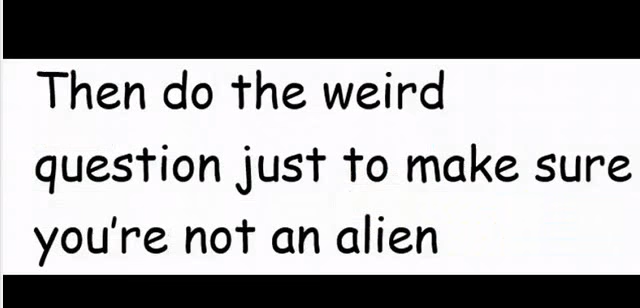 Then do the weird
question just to make sure
you're not an alien